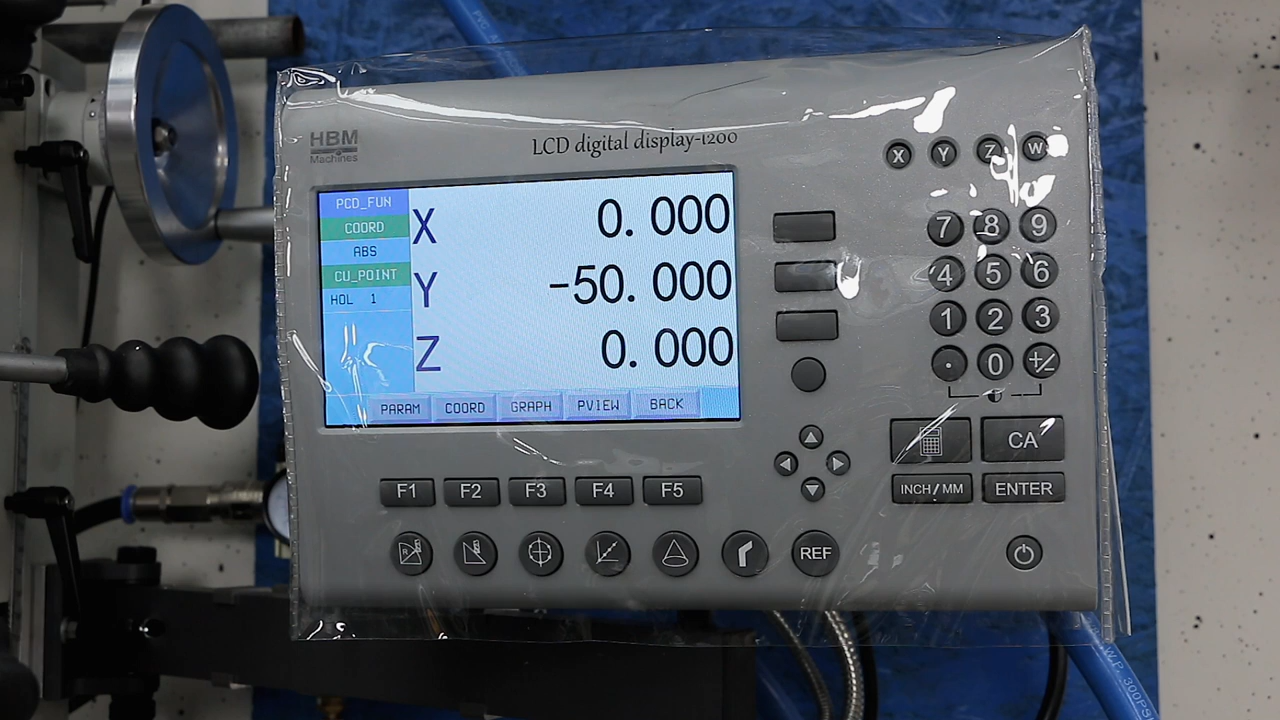 HBM
Machines
LCD digital display-1200
X Y Z W
PCD_FUN
COORD
ABS
CU_POINT
HOL 1
X 0.000
Y -50.000
Z 0.000
PARAM COORD GRAPH PVIEW BACK
7 8 9
4 5 6
1 2 3
. 0 +/-
CA
INCH/MM ENTER
F1 F2 F3 F4 F5
R
REF
W.P. 300PS